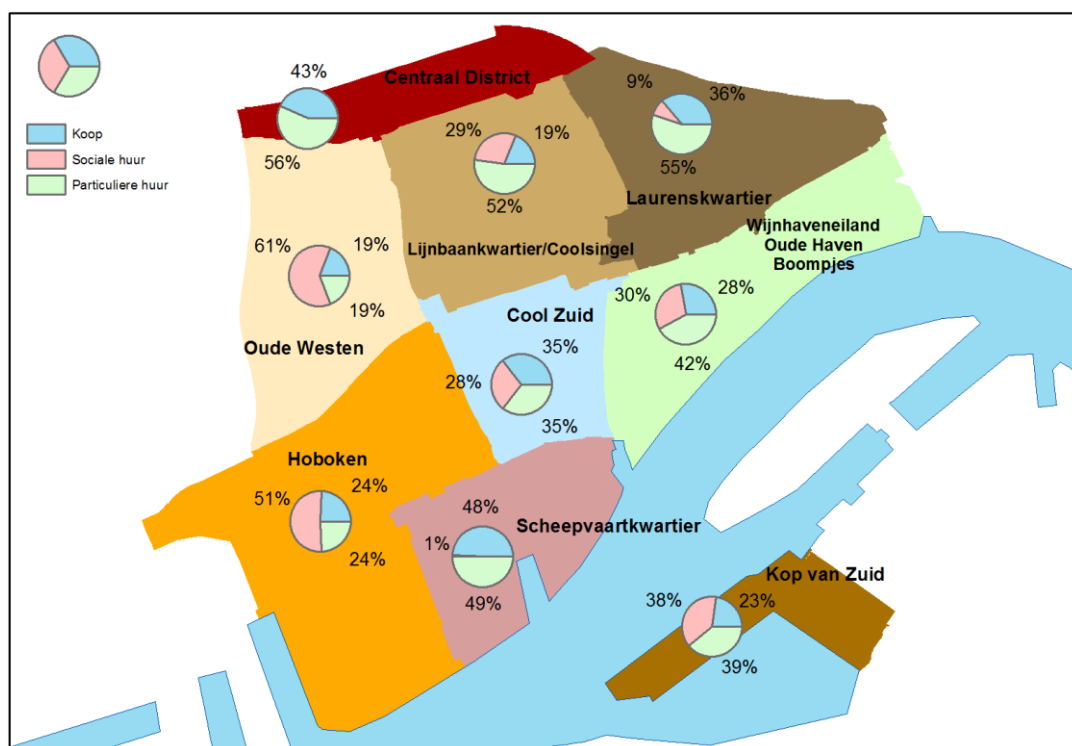 43%
Centraal District
56%
Koop
Sociale huur
Particuliere huur
29%
19%
52%
Lijnbaankwartier/Coolsingel
9%
36%
55%
Laurenskwartier
Wijnhaveneiland
Oude Haven
Boompjes
30%
28%
42%
61%
19%
19%
Oude Westen
Cool Zuid
35%
28%
35%
Hoboken
51%
24%
24%
48%
Scheepvaartkwartier
1%
49%
Kop van Zuid
38%
23%
39%